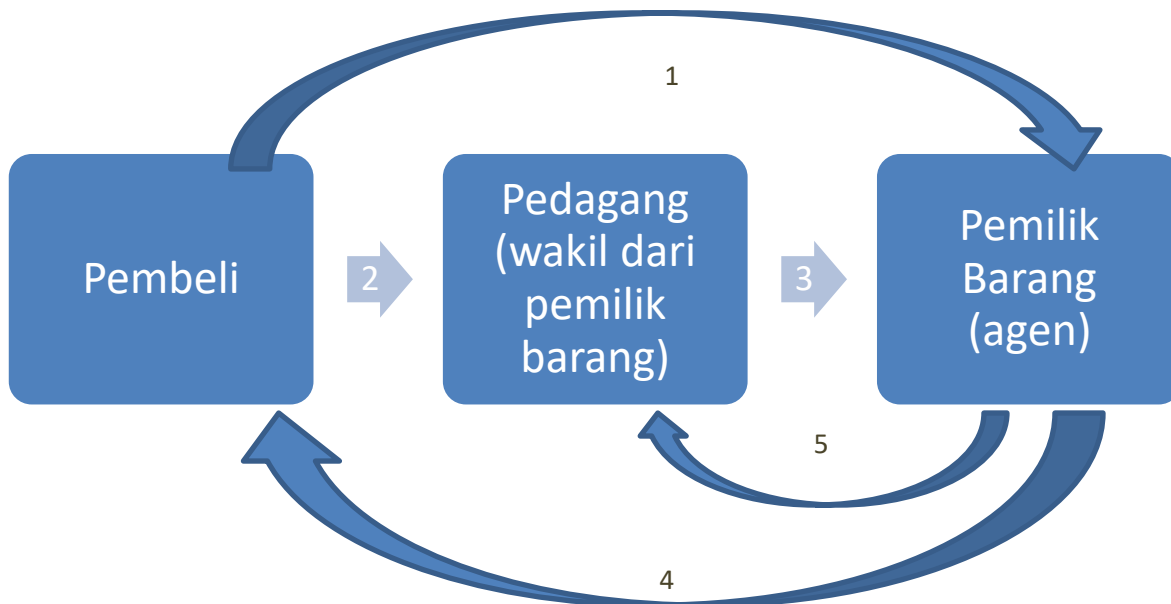 1
Pembeli
2
Pedagang
(wakil dari
pemilik
barang)
3
Pemilik
Barang
(agen)
5
4